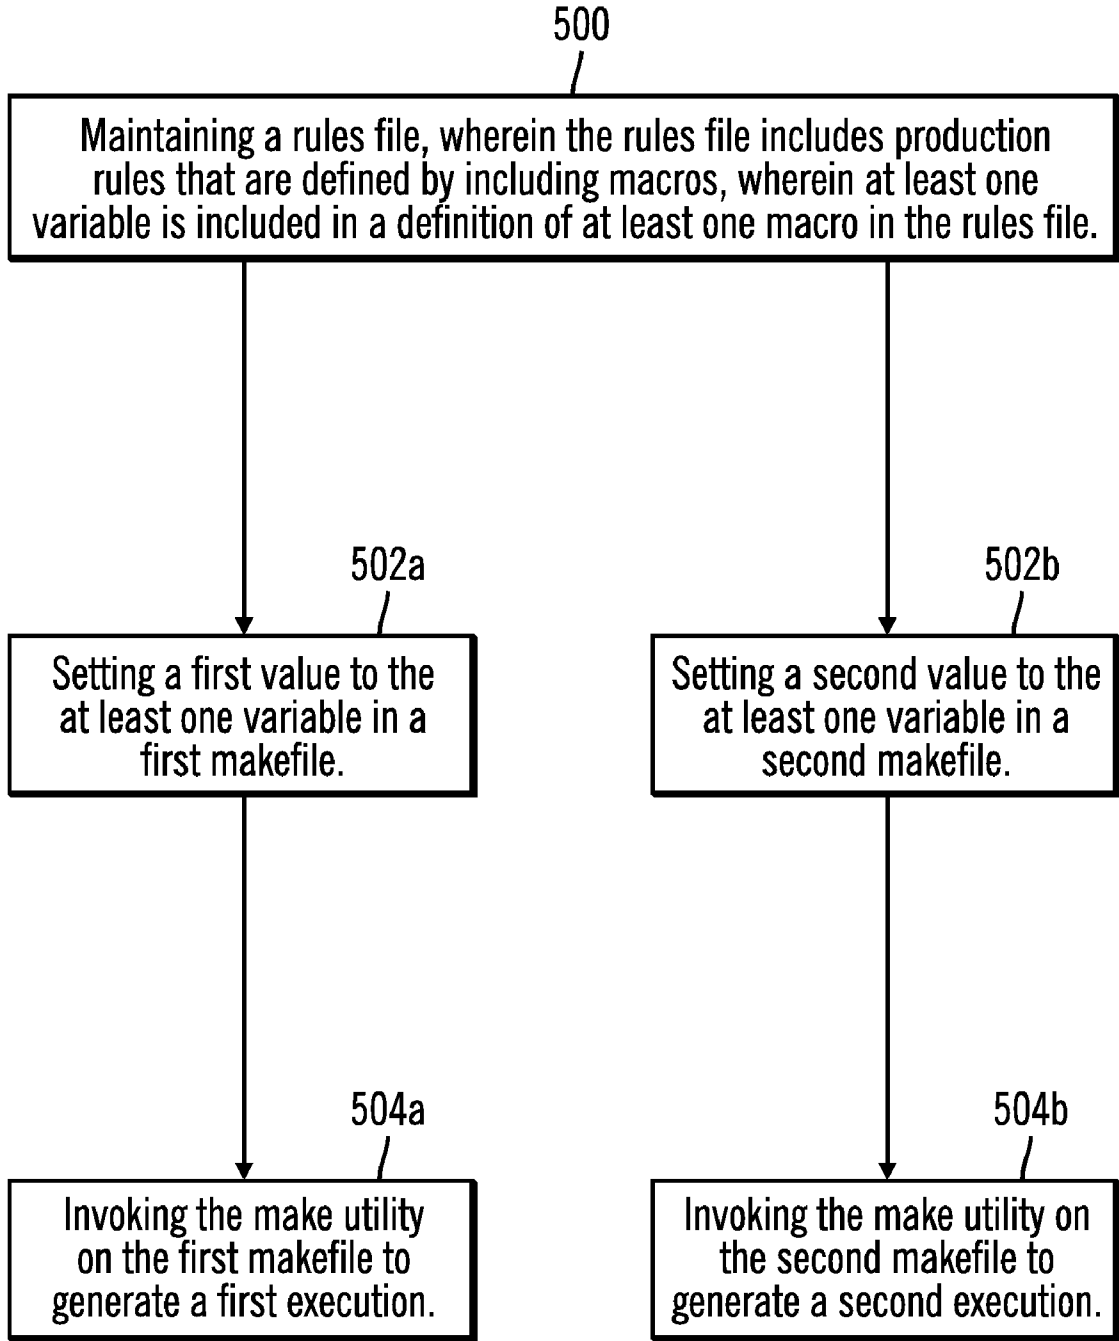 500
Maintaining a rules file, wherein the rules file includes production
rules that are defined by including macros, wherein at least one
variable is included in a definition of at least one macro in the rules file.
502a
Setting a first value to the
at least one variable in a
first makefile.
502b
Setting a second value to the
at least one variable in a
second makefile.
504a
Invoking the make utility
on the first makefile to
generate a first execution.
504b
Invoking the make utility on
the second makefile to
generate a second execution.